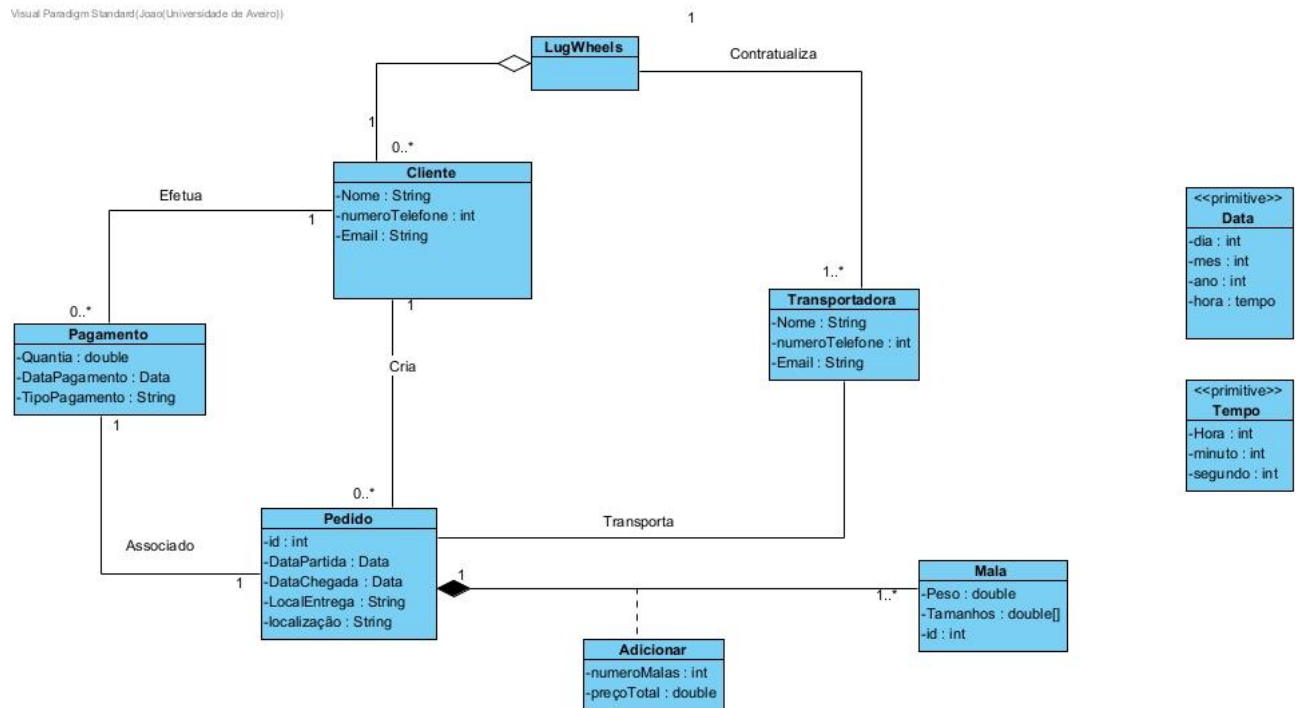 Visual Paradigm Standard(Joao(Universidade de Aveiro))
1
LugWheels
Contratualiza
1
0..*
Cliente
-Nome : String
-numeroTelefone : int
-Email : String
Efetua
1
1
0..*
Pagamento
-Quantia : double
-DataPagamento : Data
-TipoPagamento : String
1
Cria
1..*
Transportadora
-Nome : String
-numeroTelefone : int
-Email : String
<<primitive>>
Data
-dia : int
-mes : int
-ano : int
-hora : tempo
<<primitive>>
Tempo
-Hora : int
-minuto : int
-segundo : int
0..*
Pedido
-id : int
-DataPartida : Data
-DataChegada : Data
-LocalEntrega : String
-localização : String
Associado
1
Transporta
1
1..*
Mala
-Peso : double
-Tamanhos : double[]
-id : int
Adicionar
-numeroMalas : int
-preçoTotal : double